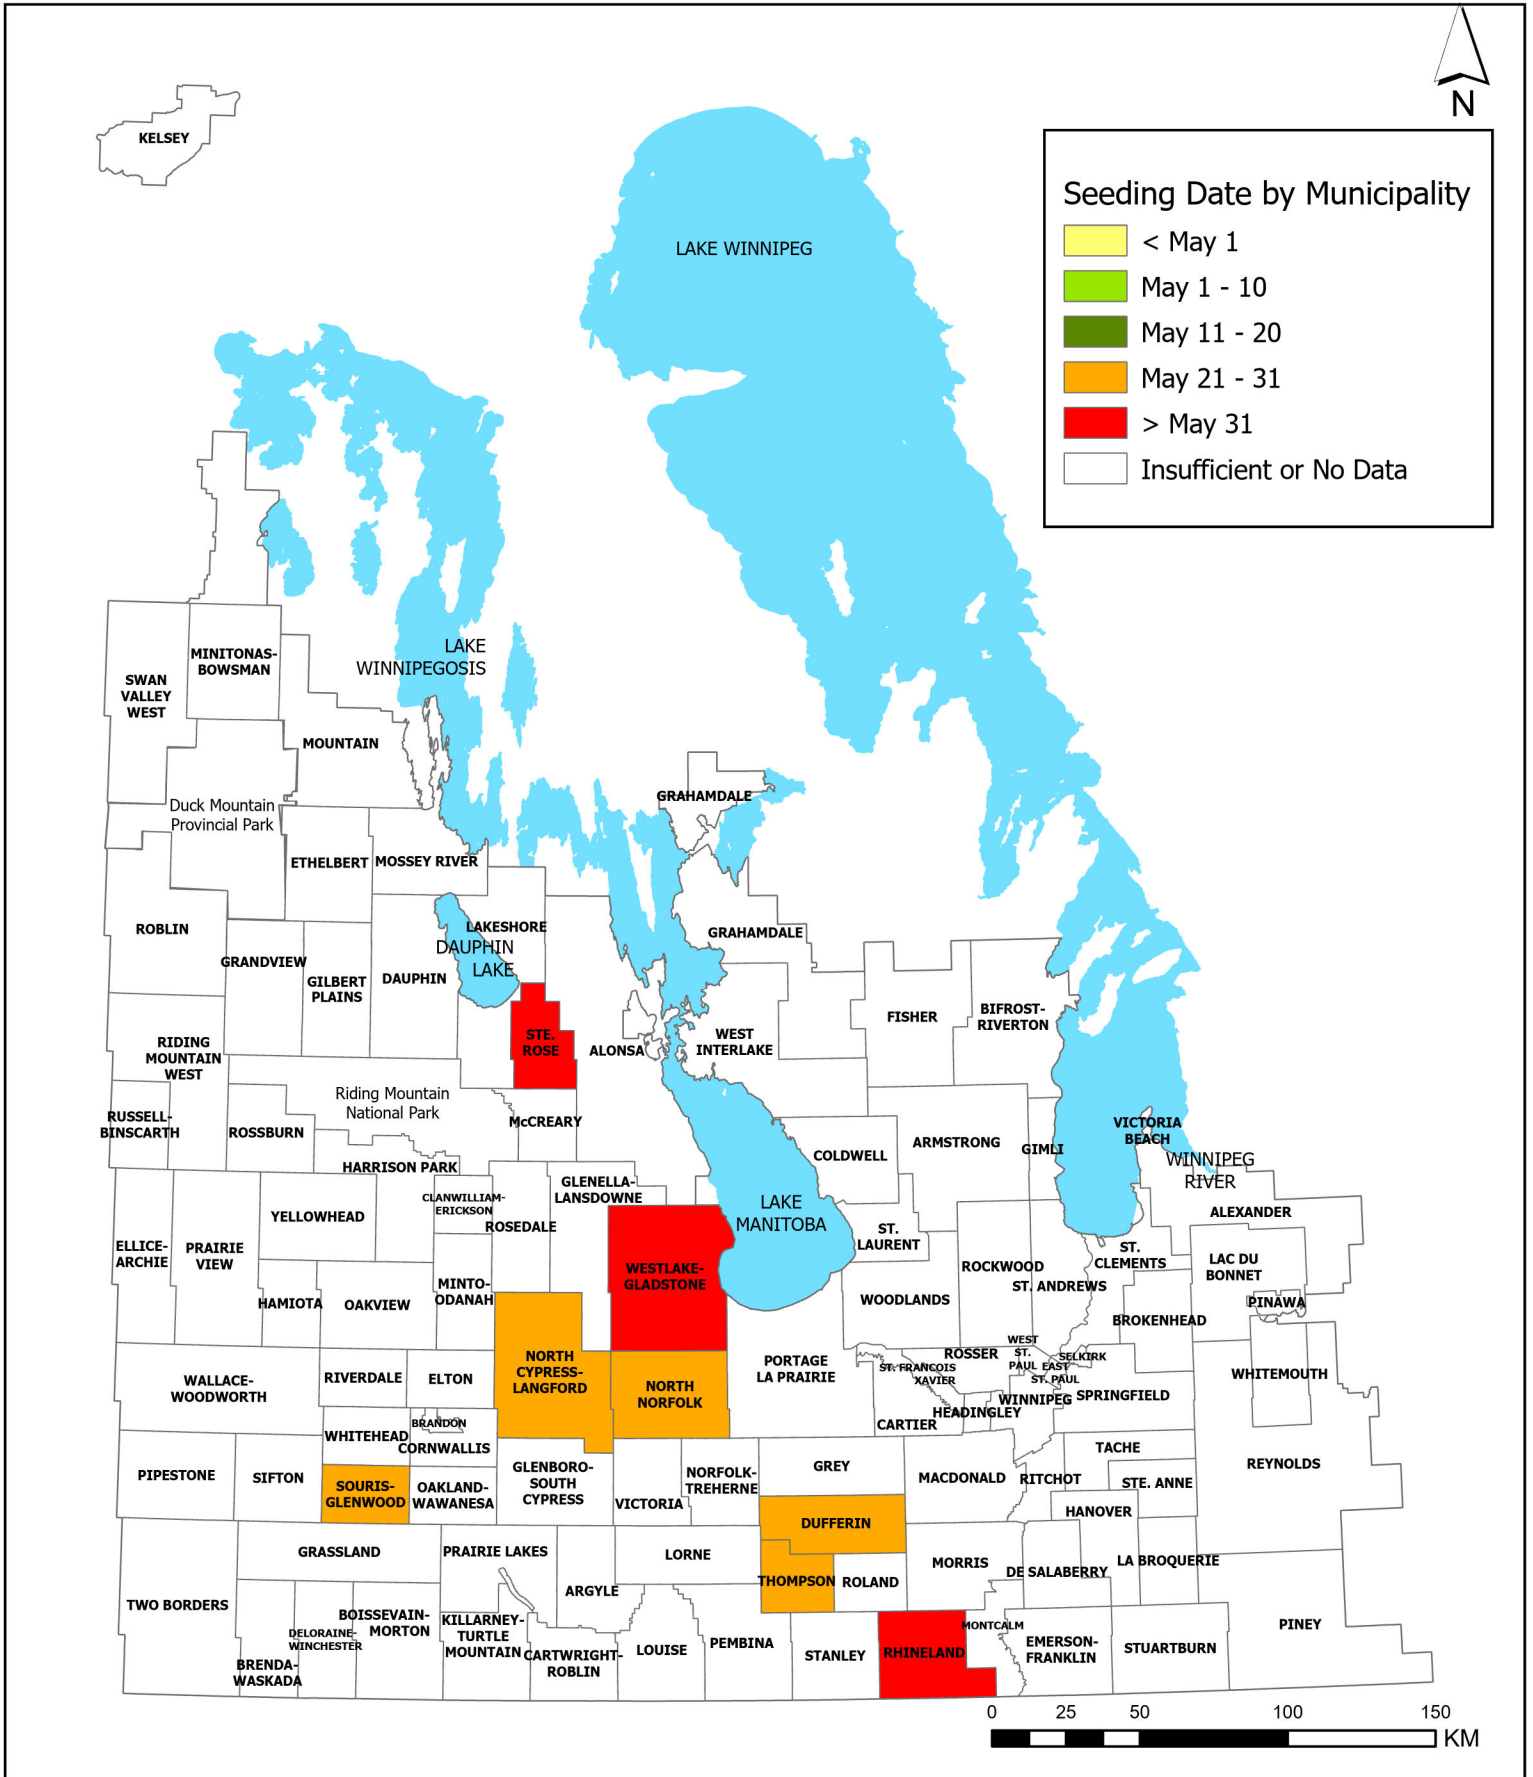 N
KELSEY
Seeding Date by Municipality
< May 1
May 1 - 10
May 11 - 20
May 21 - 31
> May 31
Insufficient or No Data
LAKE WINNIPEG
LAKE
WINNIPEGOSIS
MINITONAS-
BOWSMAN
SWAN
VALLEY
WEST
MOUNTAIN
Duck Mountain
Provincial Park
GRAHAMDALE
ETHELBERT
MOSSEY RIVER
ROBLIN
LAKESHORE
GRAHAMDALE
DAUPHIN
LAKE
GRANDVIEW
GILBERT
PLAINS
DAUPHIN
FISHER
BIFROST-
RIVERTON
STE.
ROSE
ALONSA
WEST
INTERLAKE
RIDING
MOUNTAIN
WEST
Riding Mountain
National Park
RUSSELL-
BINSCARTH
ROSSBURN
McCREARY
VICTORIA
BEACH
ARMSTRONG
GIMLI
COLDWELL
WINNIPEG
RIVER
HARRISON PARK
GLENELLA-
LANSDOWNE
CLANWILLIAM-
ERICKSON
ROSEDALE
LAKE
MANITOBA
YELLOWHEAD
ALEXANDER
ST.
LAURENT
ELLICE-
ARCHIE
PRAIRIE
VIEW
ST.
CLEMENTS
LAC DU
BONNET
WESTLAKE-
GLADSTONE
ROCKWOOD
ST. ANDREWS
MINTO-
ODANAH
HAMIOTA
OAKVIEW
WOODLANDS
PINAWA
BROKENHEAD
NORTH
CYPRESS-
LANGFORD
WEST
ST.
PAUL
ROSSER
SELKIRK
EAST
ST. PAUL
ST. FRANCOIS
XAVIER
PORTAGE
LA PRAIRIE
WHITEMOUTH
WALLACE-
WOODWORTH
RIVERDALE
ELTON
NORTH
NORFOLK
WINNIPEG
SPRINGFIELD
HEADINGLEY
CARTIER
BRANDON
WHITEHEAD
CORNWALLIS
TACHE
PIPESTONE
SIFTON
SOURIS-
GLENWOOD
OAKLAND-
WAWANESA
GLENBORO-
SOUTH
CYPRESS
VICTORIA
NORFOLK-
TREHERNE
GREY
MACDONALD
RITCHOT
STE. ANNE
REYNOLDS
HANOVER
DUFFERIN
GRASSLAND
PRAIRIE LAKES
LORNE
MORRIS
DE SALABERRY
LA BROQUERIE
ARGYLE
THOMPSON
ROLAND
TWO BORDERS
BOISSEVAIN-
MORTON
DELORAINE-
WINCHESTER
BRENDA-
WASKADA
KILLARNEY-
TURTLE
MOUNTAIN
CARTWRIGHT-
ROBLIN
LOUISE
PEMBINA
STANLEY
RHINELAND
MONTCALM
EMERSON-
FRANKLIN
STUARTBURN
PINEY
0 25 50 100 150
KM